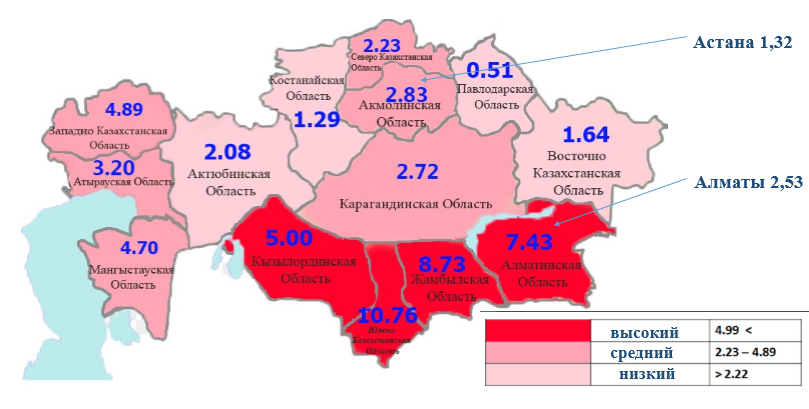 2.23
Северо Казахстанская
Область
Астана 1,32
0.51
Павлодарская
Область
Костанайская
Область
1.29
2.83
Акмолинская
Область
4.89
Западно Казахстанская
Область
2.08
Актюбинская
Область
1.64
Восточно
Казахстанская
Область
3.20
Атырауская Область
2.72
Карагандинская Область
Алматы 2,53
4.70
Мангыстауская
Область
5.00
Кызылординская
Область
8.73
Жамбылская
Область
7.43
Алматинская
Область
10.76
Южно
Казахстанская
Область
высокий 4.99 <
средний 2.23 – 4.89
низкий > 2.22